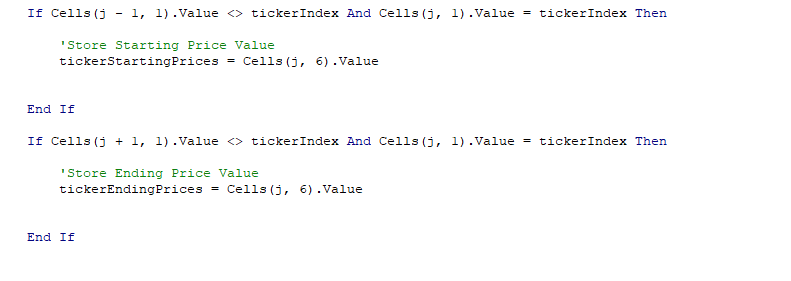 If Cells(j - 1, 1).Value <> tickerIndex And Cells(j, 1).Value = tickerIndex Then
'Store Starting Price Value
tickerStartingPrices = Cells(j, 6).Value
End If
If Cells(j + 1, 1).Value <> tickerIndex And Cells(j, 1).Value = tickerIndex Then
'Store Ending Price Value
tickerEndingPrices = Cells(j, 6).Value
End If